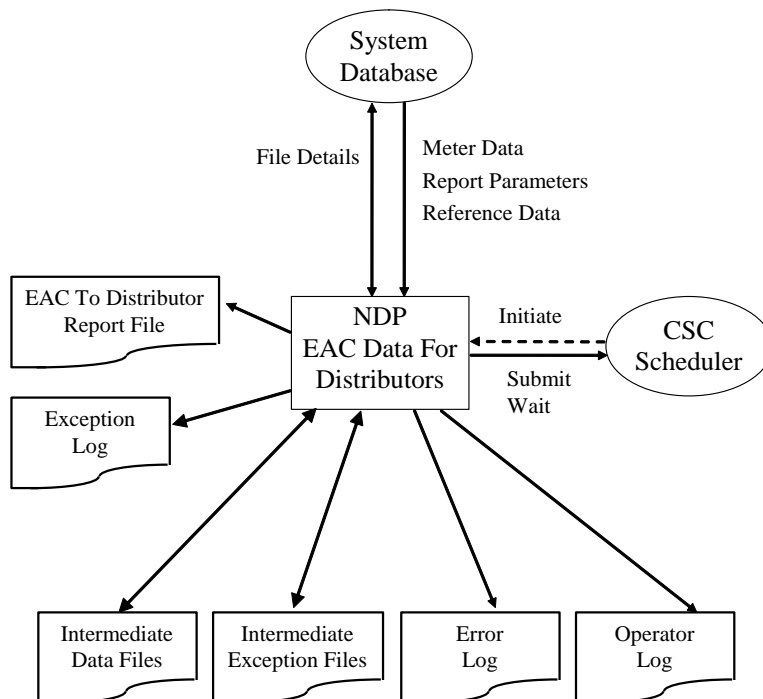 System
Database
File Details
Meter Data
Report Parameters
Reference Data
EAC To Distributor
Report File
NDP
EAC Data For
Distributors
Initiate
Submit
Wait
CSC
Scheduler
Exception
Log
Intermediate
Data Files
Intermediate
Exception Files
Error
Log
Operator
Log